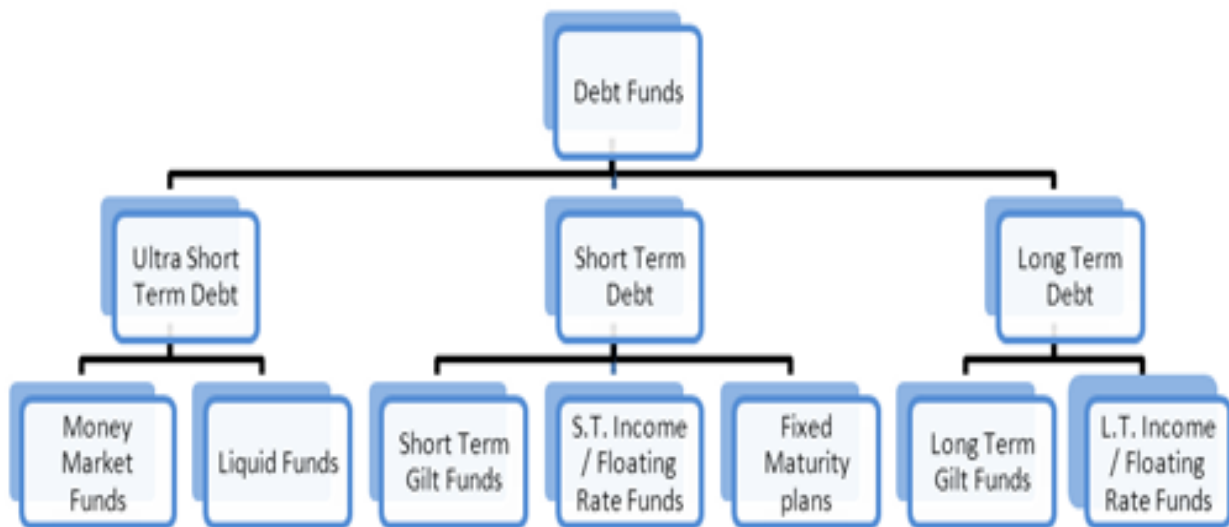 Debt Funds
Ultra Short
Term Debt
Short Term
Debt
Long Term
Debt
Money
Market
Funds
Liquid Funds
Short Term
Gilt Funds
S.T. Income
/ Floating
Rate Funds
Fixed
Maturity
plans
Long Term
Gilt Funds
L.T. Income
/ Floating
Rate Funds